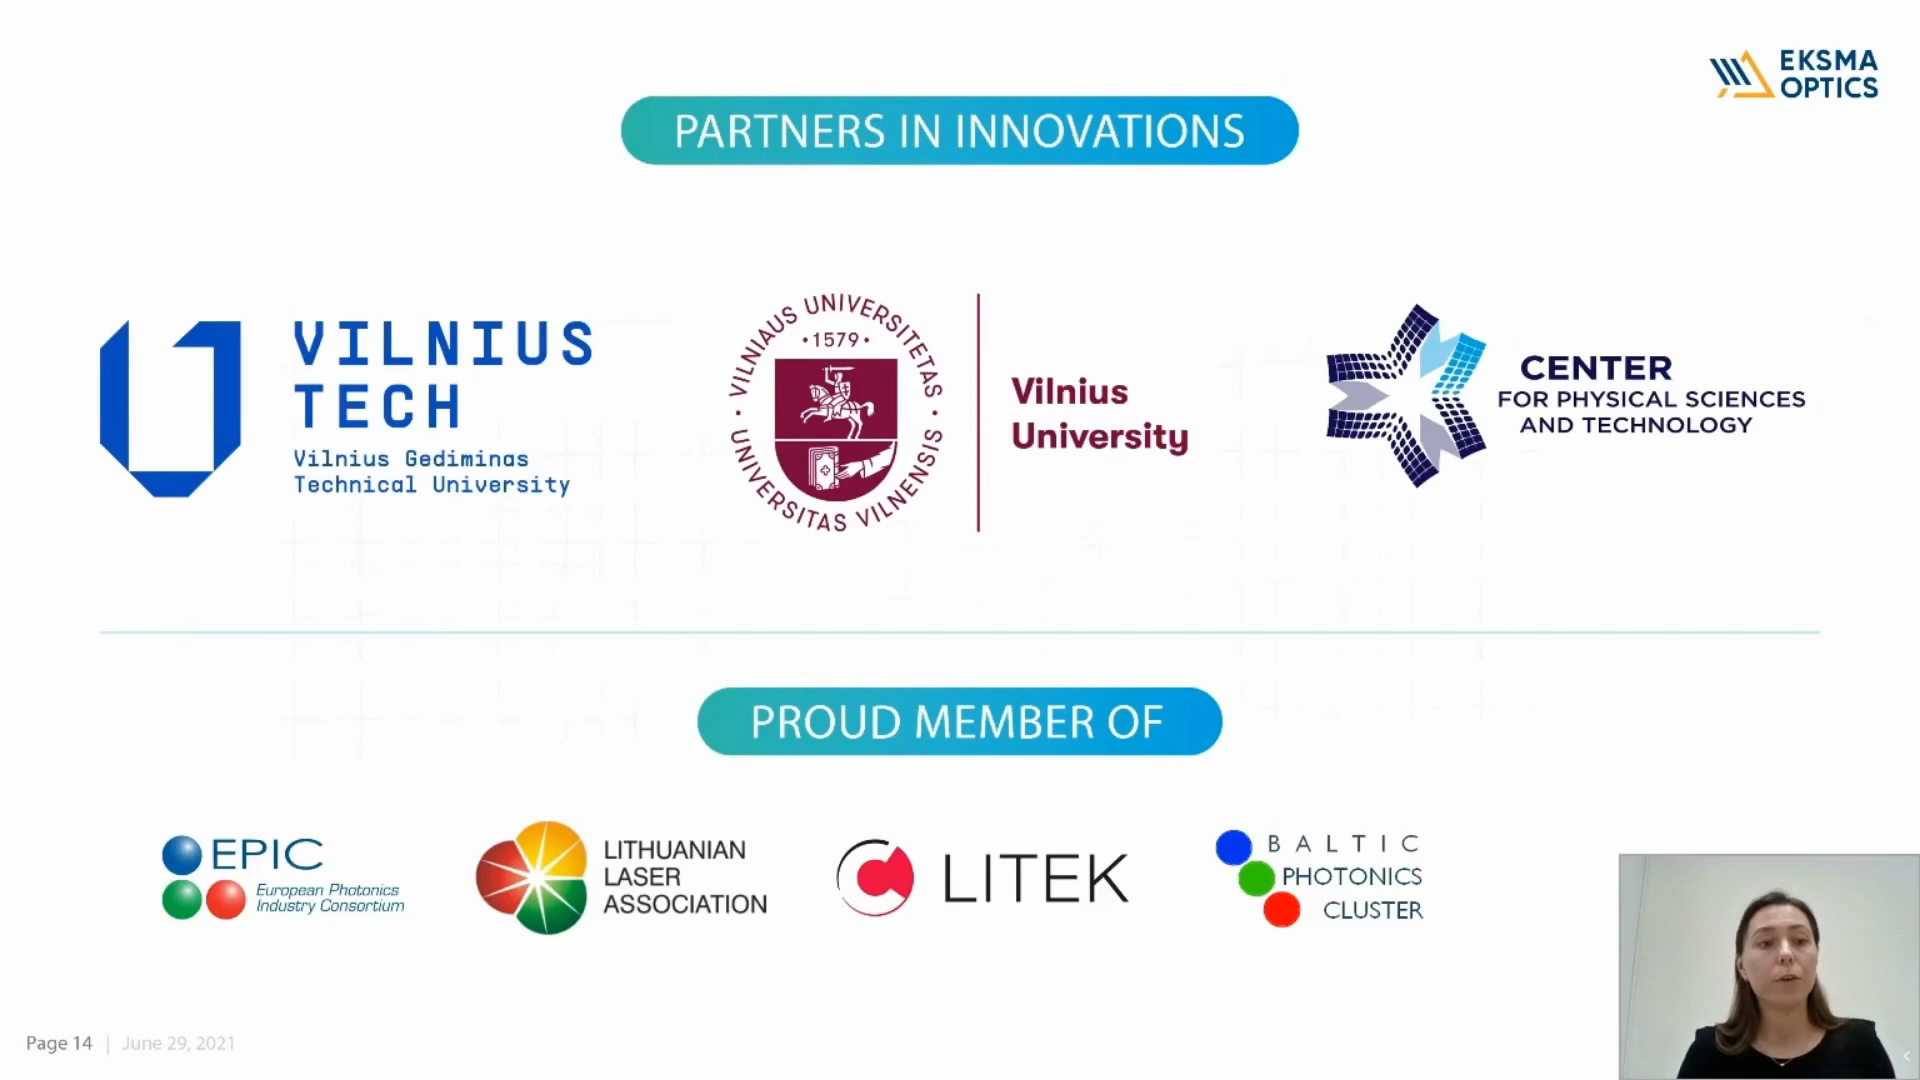 EKSMA
OPTICS
PARTNERS IN INNOVATIONS
VILNIUS
TECH
Vilnius Gediminas
Technical University
VILNIAUS UNIVERSITETAS
·1579·
UNIVERSITAS VILNENSIS
Vilnius
University
CENTER
FOR PHYSICAL SCIENCES
AND TECHNOLOGY
PROUD MEMBER OF
EPIC
European Photonics
Industry Consortium
LITHUANIAN
LASER
ASSOCIATION
LITEK
BALTIC
PHOTONICS
CLUSTER
Page 14 | June 29, 2021